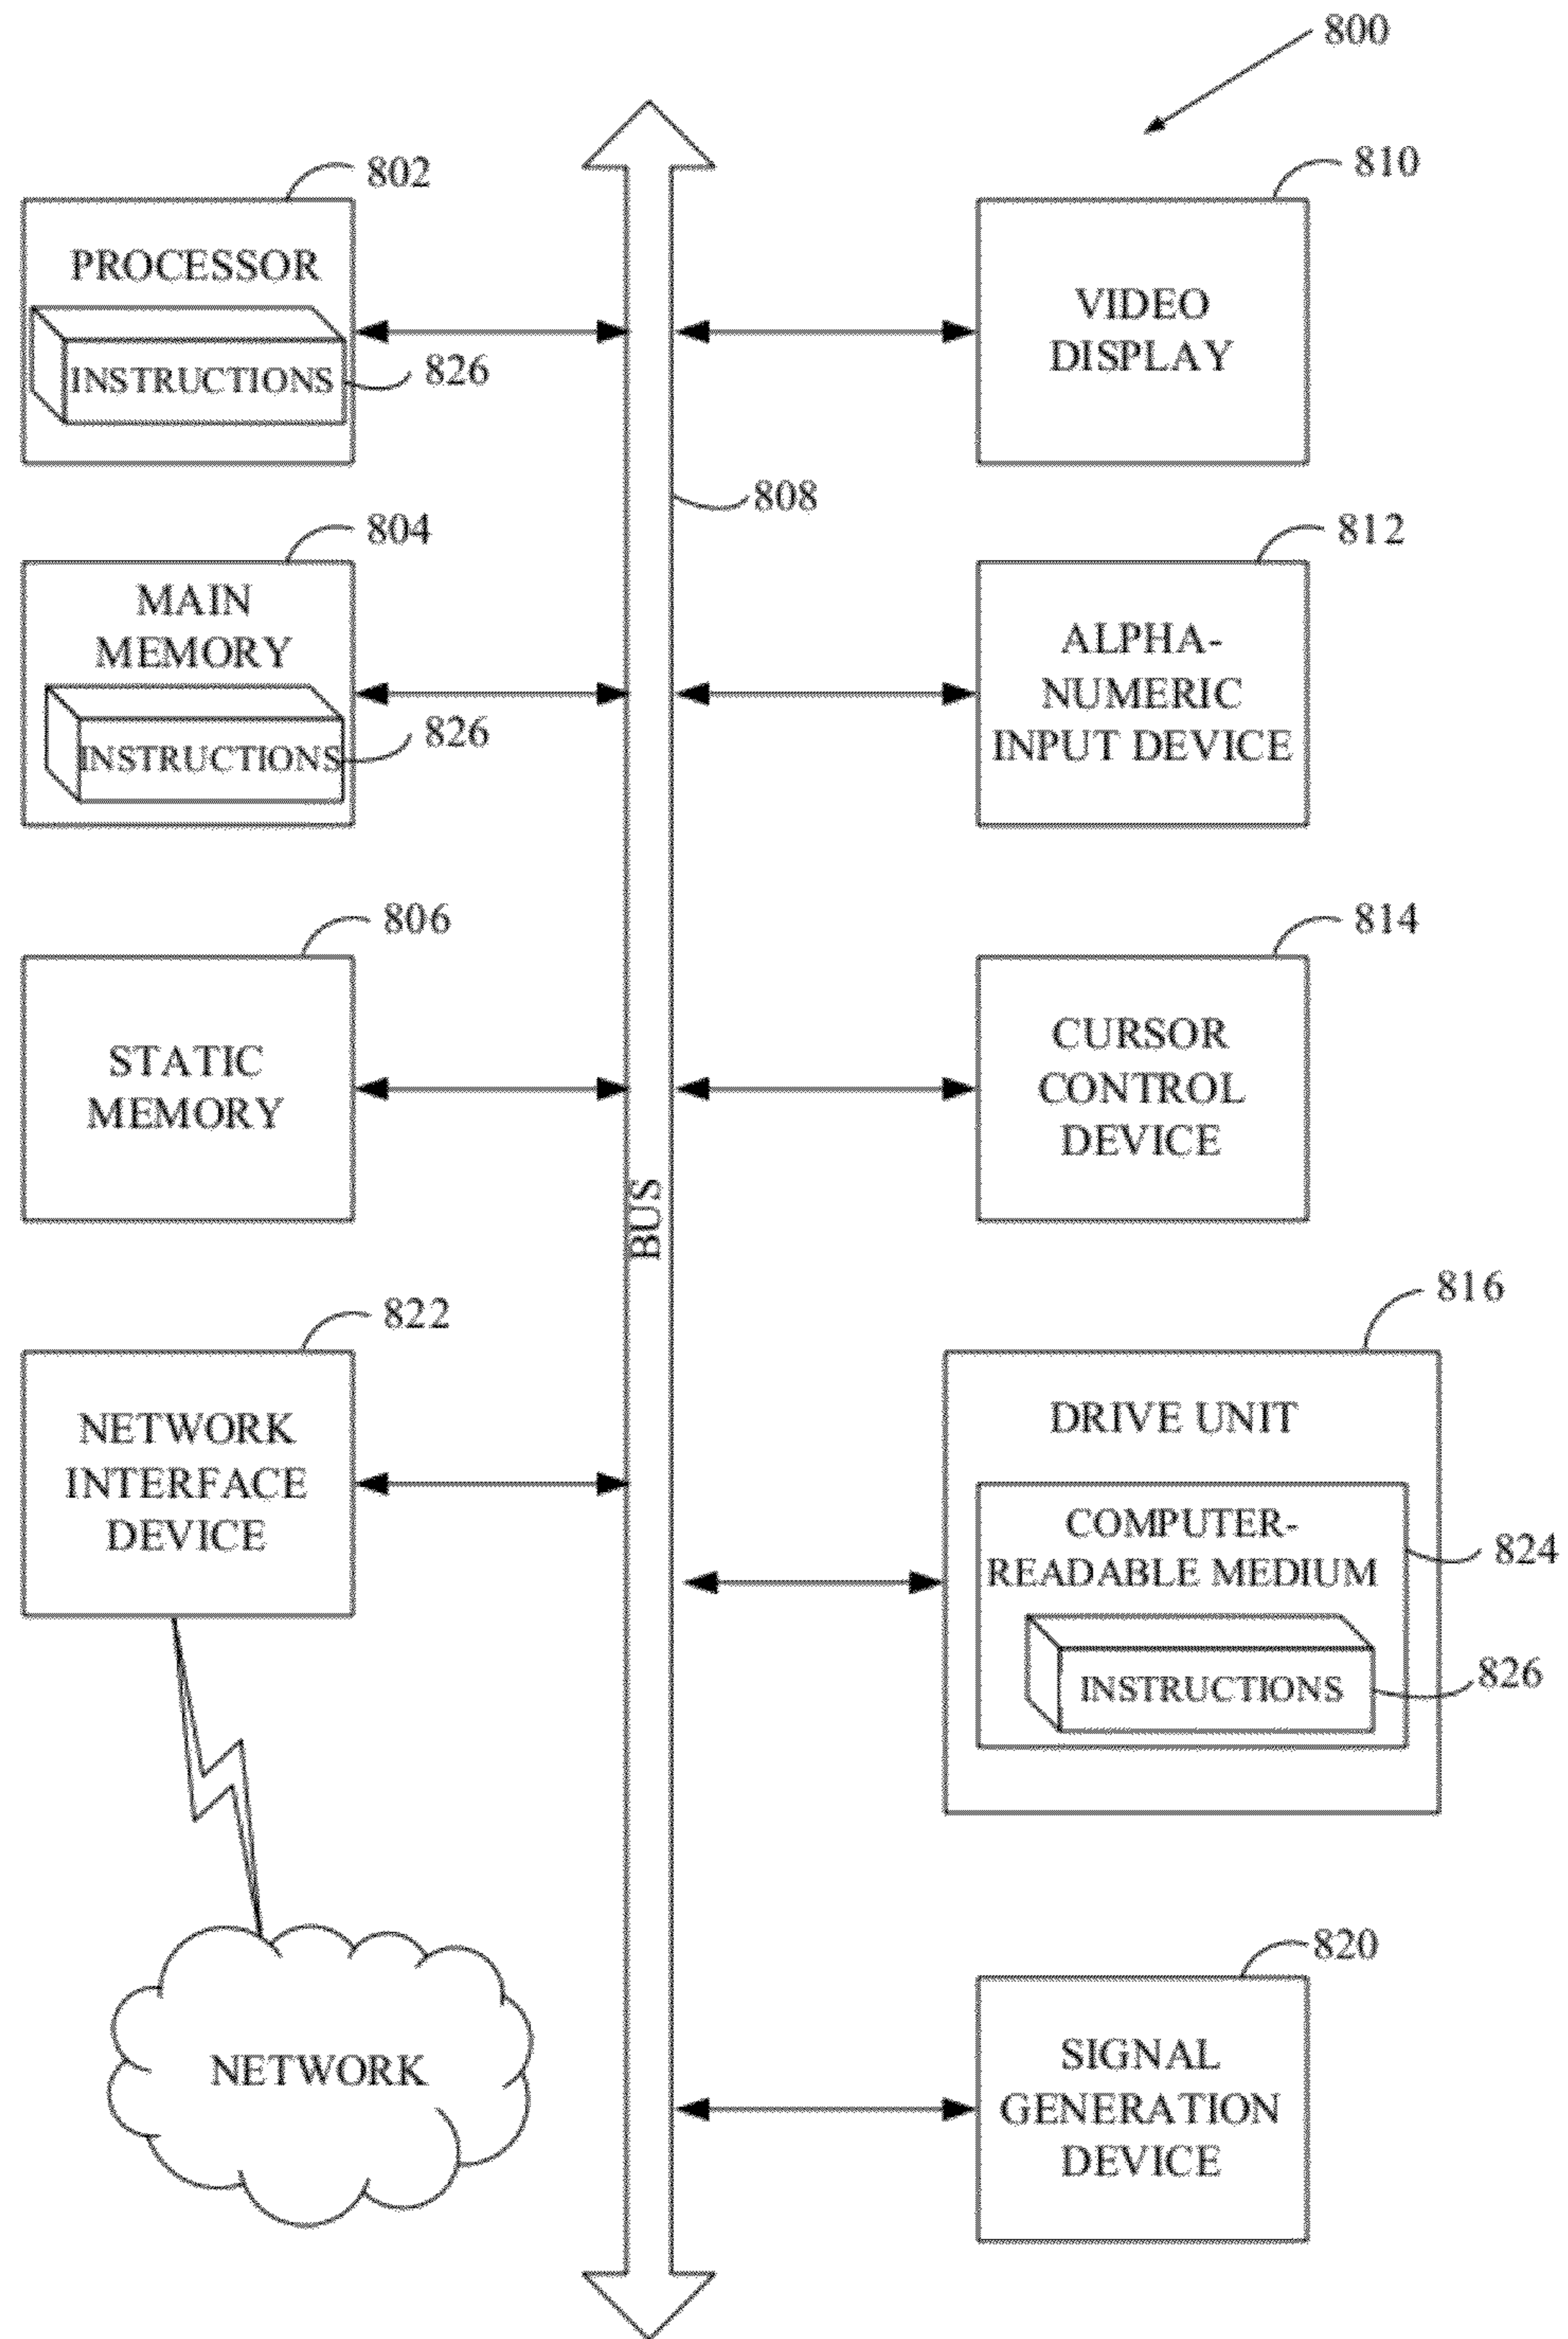 800
802
PROCESSOR
INSTRUCTIONS
826
810
VIDEO
DISPLAY
808
804
MAIN
MEMORY
INSTRUCTIONS
826
812
ALPHA-
NUMERIC
INPUT DEVICE
806
STATIC
MEMORY
814
CURSOR
CONTROL
DEVICE
BUS
822
NETWORK
INTERFACE
DEVICE
816
DRIVE UNIT
COMPUTER-
READABLE MEDIUM
824
INSTRUCTIONS
826
NETWORK
820
SIGNAL
GENERATION
DEVICE